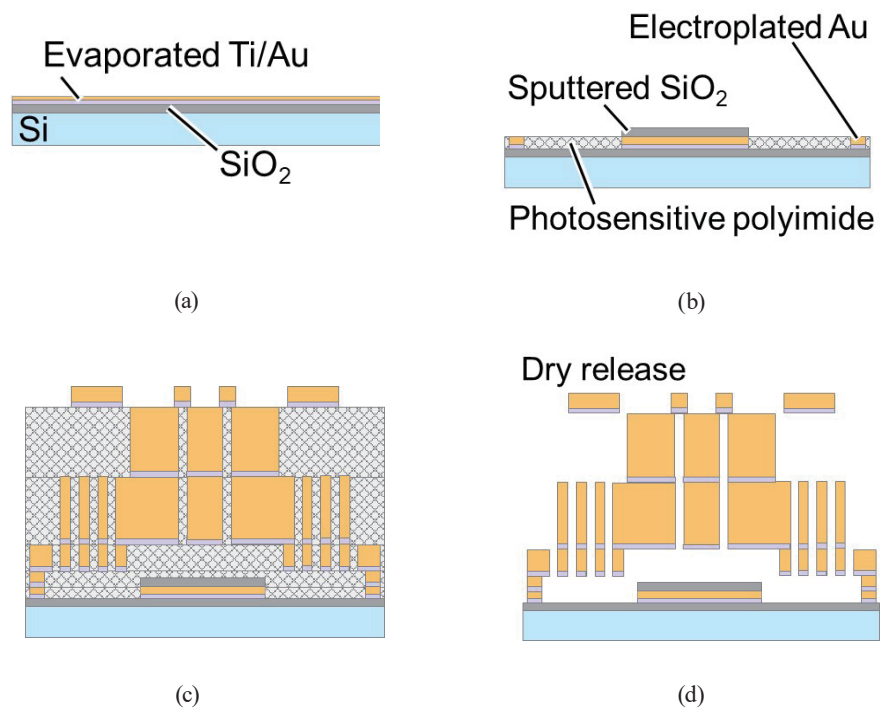 Evaporated Ti/Au
Si
SiO₂
(a)
Electroplated Au
Sputtered SiO₂
Photosensitive polyimide
(b)
(c)
Dry release
(d)